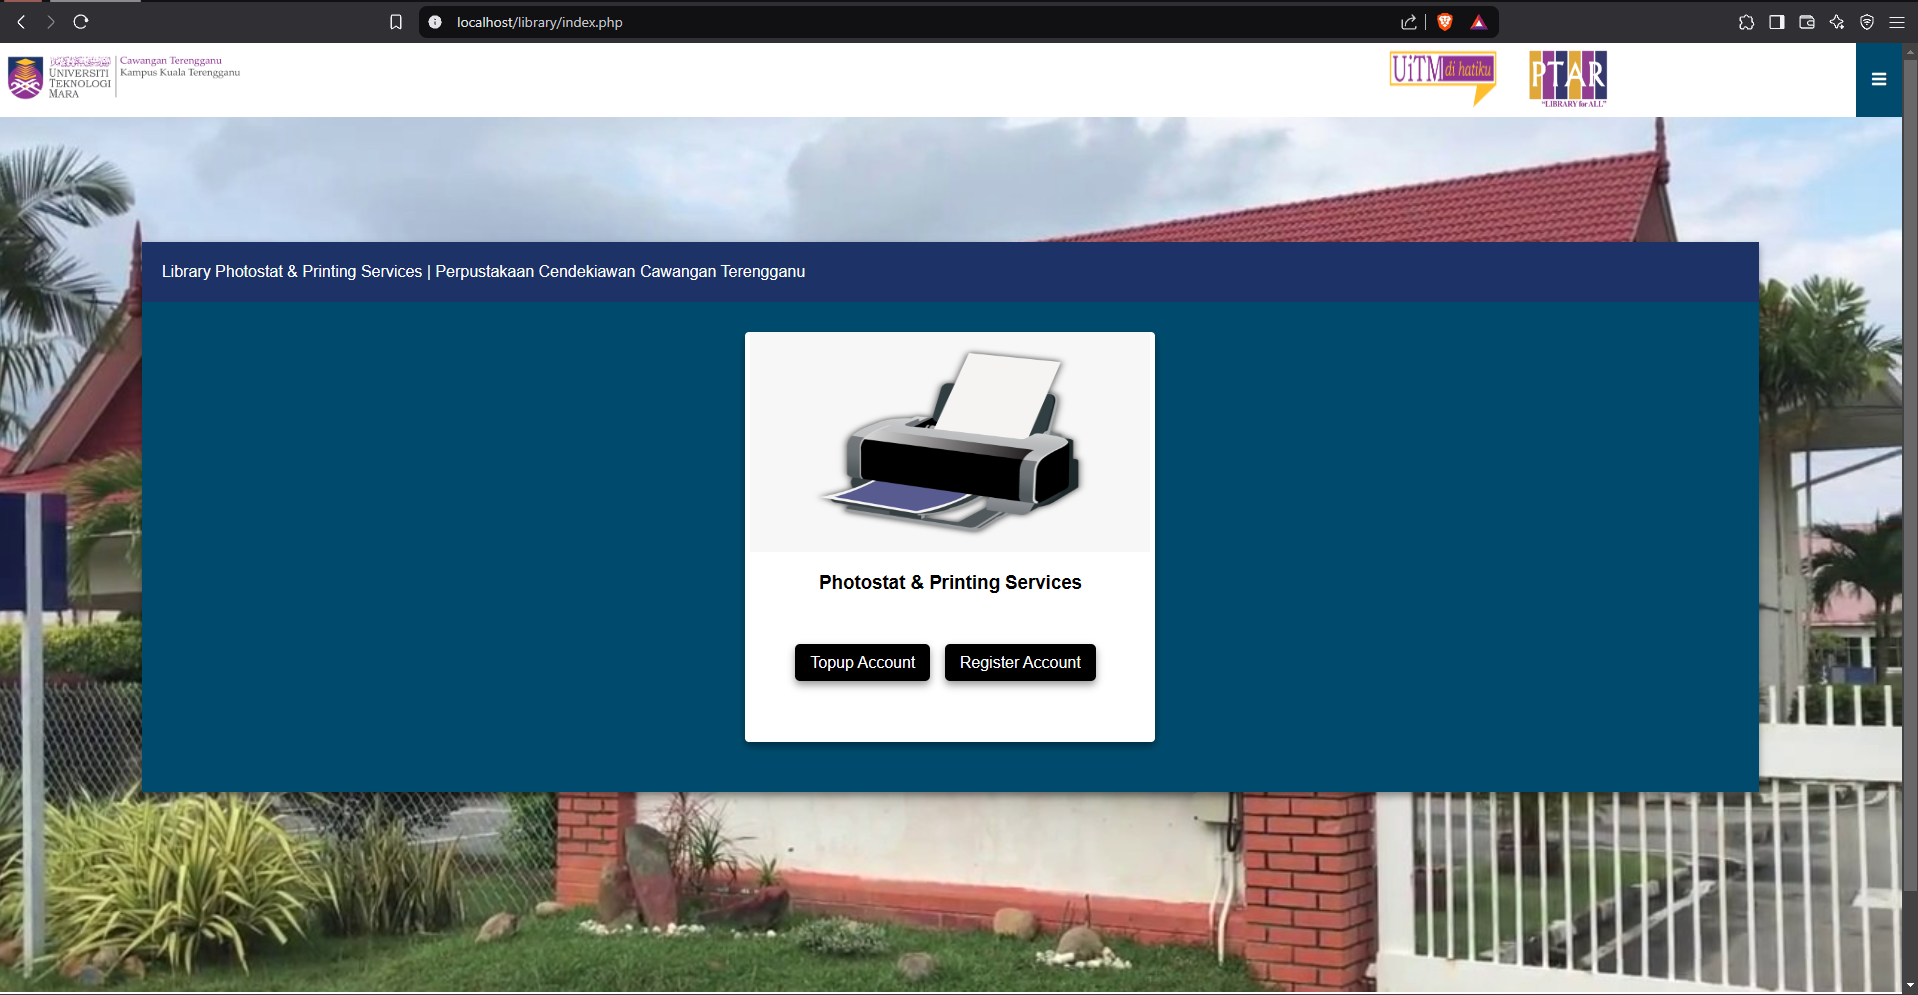 localhost/library/index.php
UNIVERSITI
TEKNOLOGI
MARA
Cawangan Terengganu
Kampus Kuala Terengganu
UiTM di hatiku
PTAR
"LIBRARY for ALL"
Library Photostat & Printing Services | Perpustakaan Cendekiawan Cawangan Terengganu
Photostat & Printing Services
Topup Account
Register Account